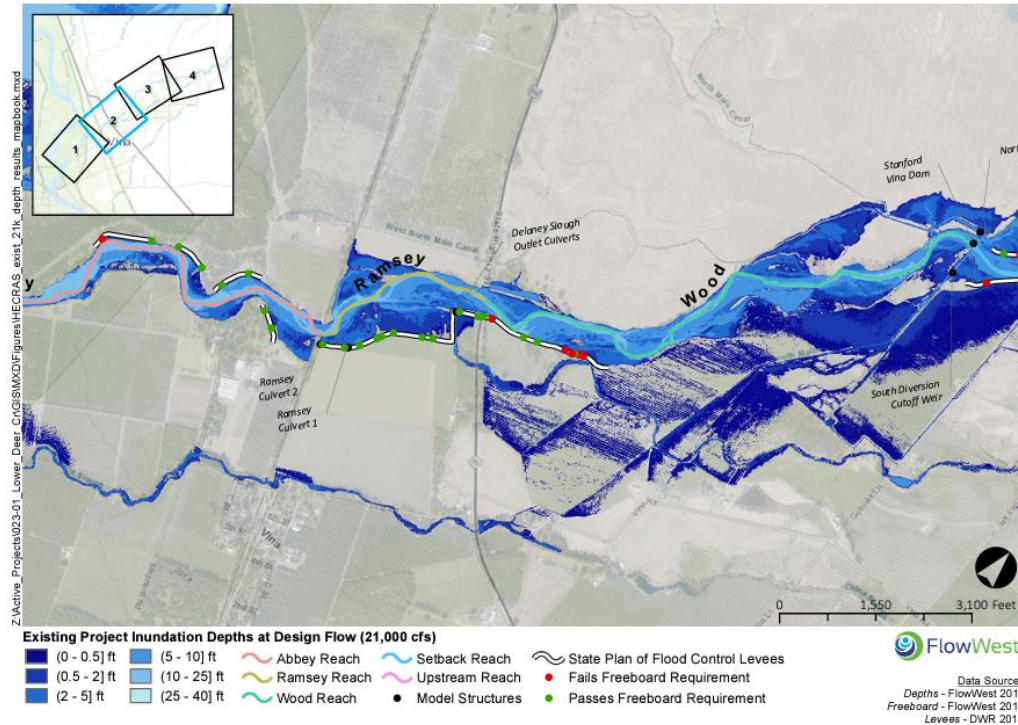 Z:\Active_Projects\023-01_Lower_Deer_Crk\GIS\MXD\Figures\HECRAS_exist_21k_depth_results_mapbook.mxd
1
2
3
4
Vina
North Main Canal
Stanford
Vina Dam
Nor
West North Main Canal
Delaney Slough
Outlet Culverts
y
Ramsey
Wood
Ramsey
Culvert 2
Ramsey
Culvert 1
South Diversion
Cutoff Weir
Vina
0 1,550 3,100 Feet
Existing Project Inundation Depths at Design Flow (21,000 cfs)
(0 - 0.5] ft (5 - 10] ft Abbey Reach Setback Reach State Plan of Flood Control Levees
(0.5 - 2] ft (10 - 25] ft Ramsey Reach Upstream Reach Fails Freeboard Requirement
(2 - 5] ft (25 - 40] ft Wood Reach Model Structures Passes Freeboard Requirement
FlowWest
Data Source
Depths - FlowWest 201
Freeboard - FlowWest 201
Levees - DWR 201